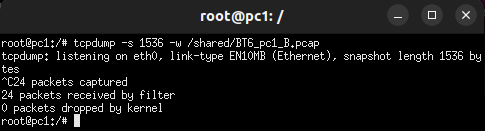 root@pc1: /
root@pc1:/# tcpdump -s 1536 -w /shared/BT6_pc1_B.pcap
tcpdump: listening on eth0, link-type EN10MB (Ethernet), snapshot length 1536 by
tes
^C24 packets captured
24 packets received by filter
0 packets dropped by kernel
root@pc1:/#